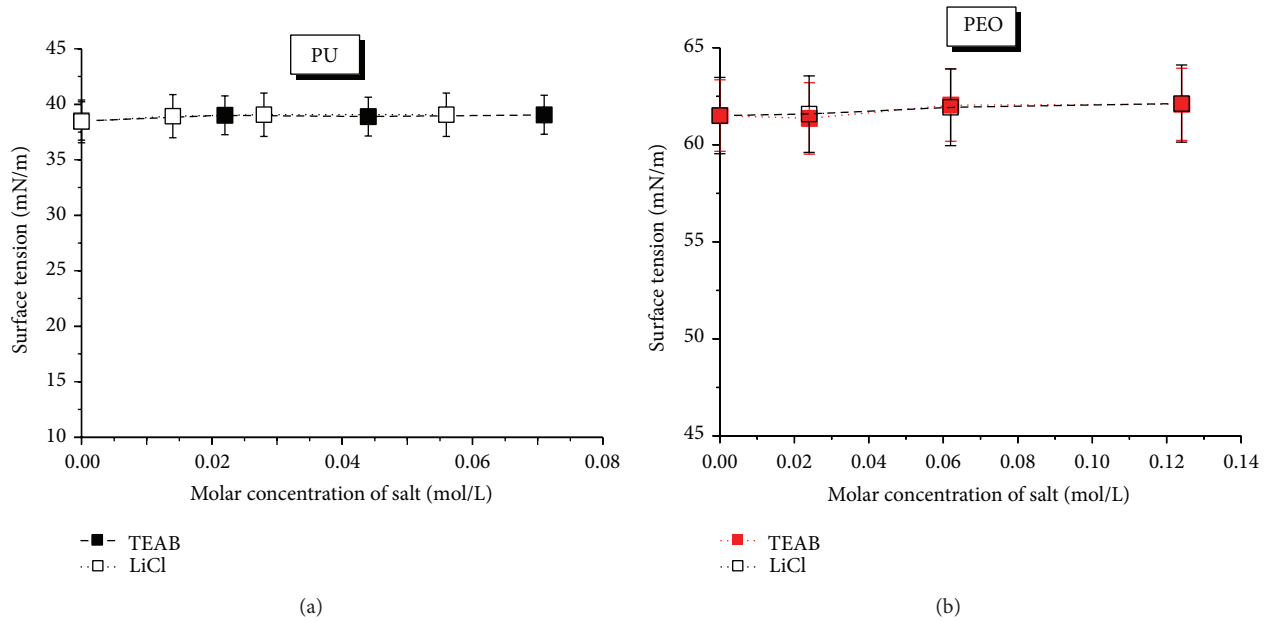 PU
Surface tension (mN/m)
45
40
35
30
25
20
15
10
0.00
0.02
0.04
0.06
0.08
Molar concentration of salt (mol/L)
TEAB
LiCl
(a)
PEO
Surface tension (mN/m)
65
60
55
50
45
0.00
0.02
0.04
0.06
0.08
0.10
0.12
0.14
Molar concentration of salt (mol/L)
TEAB
LiCl
(b)